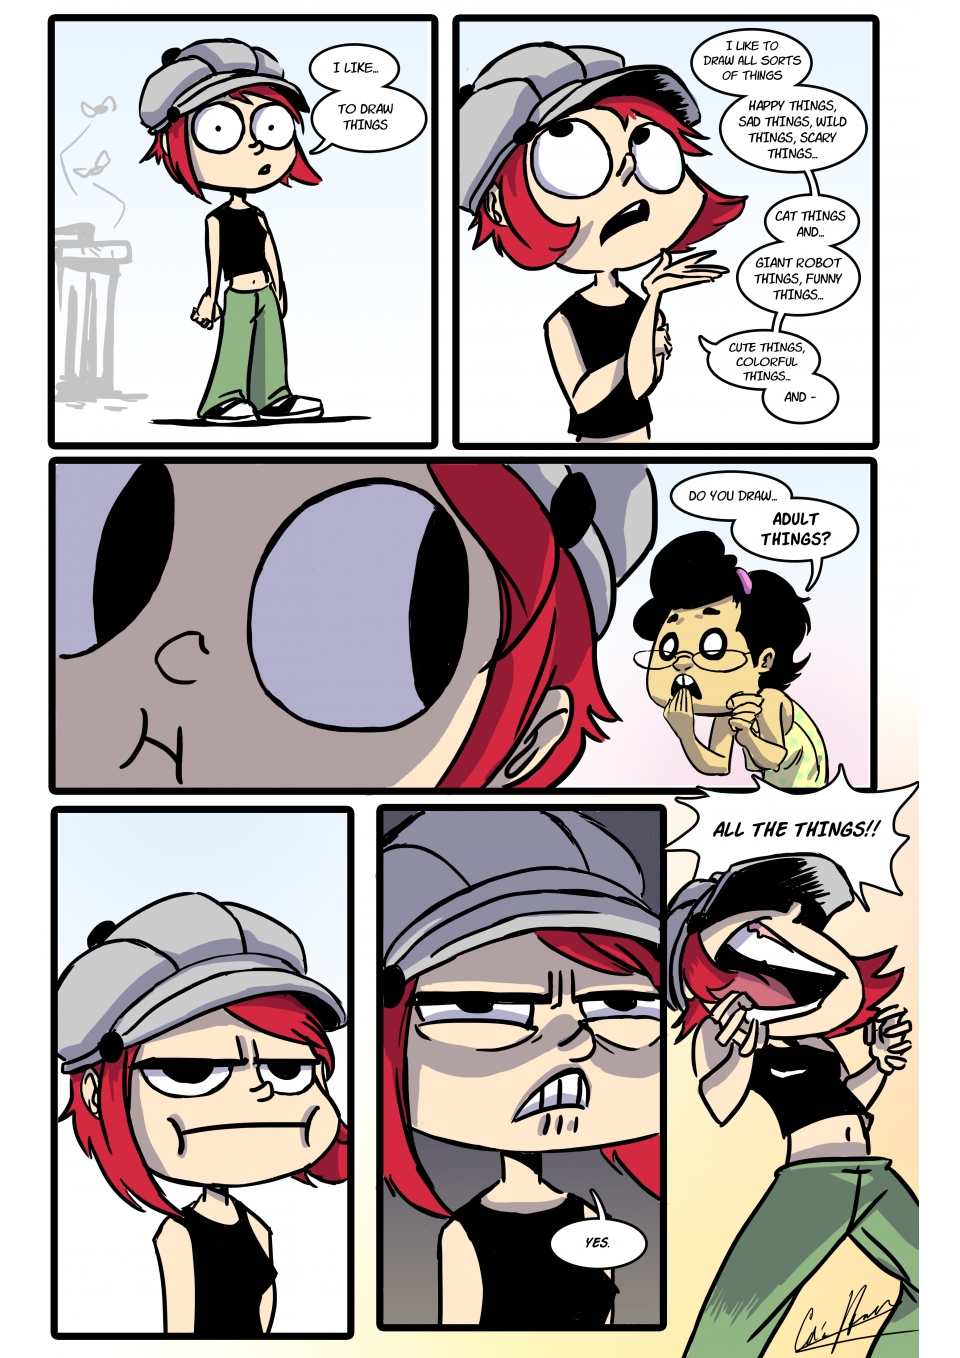 I LIKE...
TO DRAW
THINGS
I LIKE TO
DRAW ALL SORTS
OF THINGS
HAPPY THINGS,
SAD THINGS, WILD
THINGS, SCARY
THINGS...
CAT THINGS
AND...
GIANT ROBOT
THINGS, FUNNY
THINGS...
CUTE THINGS,
COLORFUL
THINGS...
AND -
DO YOU DRAW...
ADULT
THINGS?
YES.
ALL THE THINGS!!